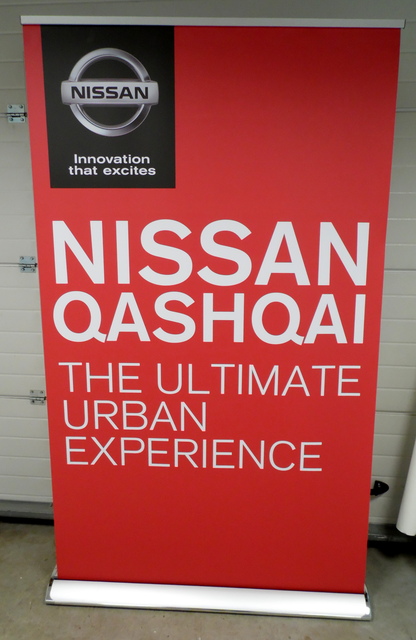 NISSAN
Innovation
that excites
NISSAN
QASHQAI
THE ULTIMATE
URBAN
EXPERIENCE